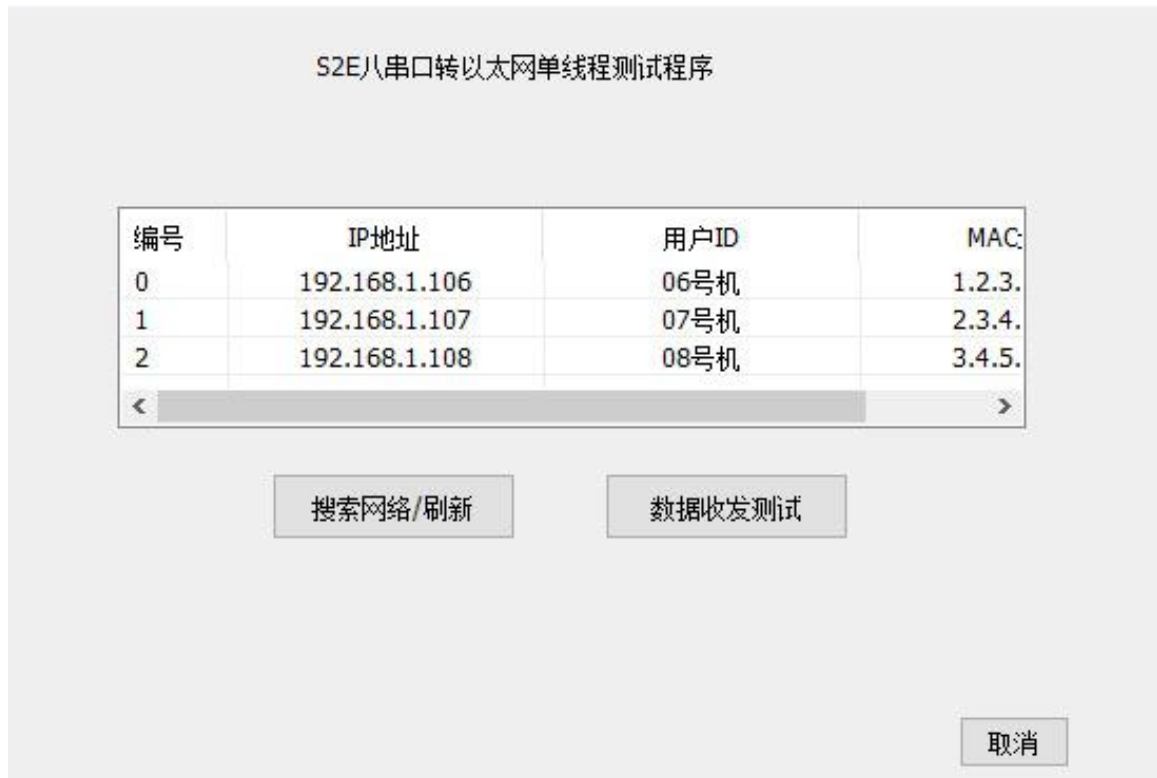 S2E八串口转以太网单线程测试程序
编号 IP地址 用户ID MAC
0 192.168.1.106 06号机 1.2.3.
1 192.168.1.107 07号机 2.3.4.
2 192.168.1.108 08号机 3.4.5.
搜索网络/刷新 数据收发测试
取消